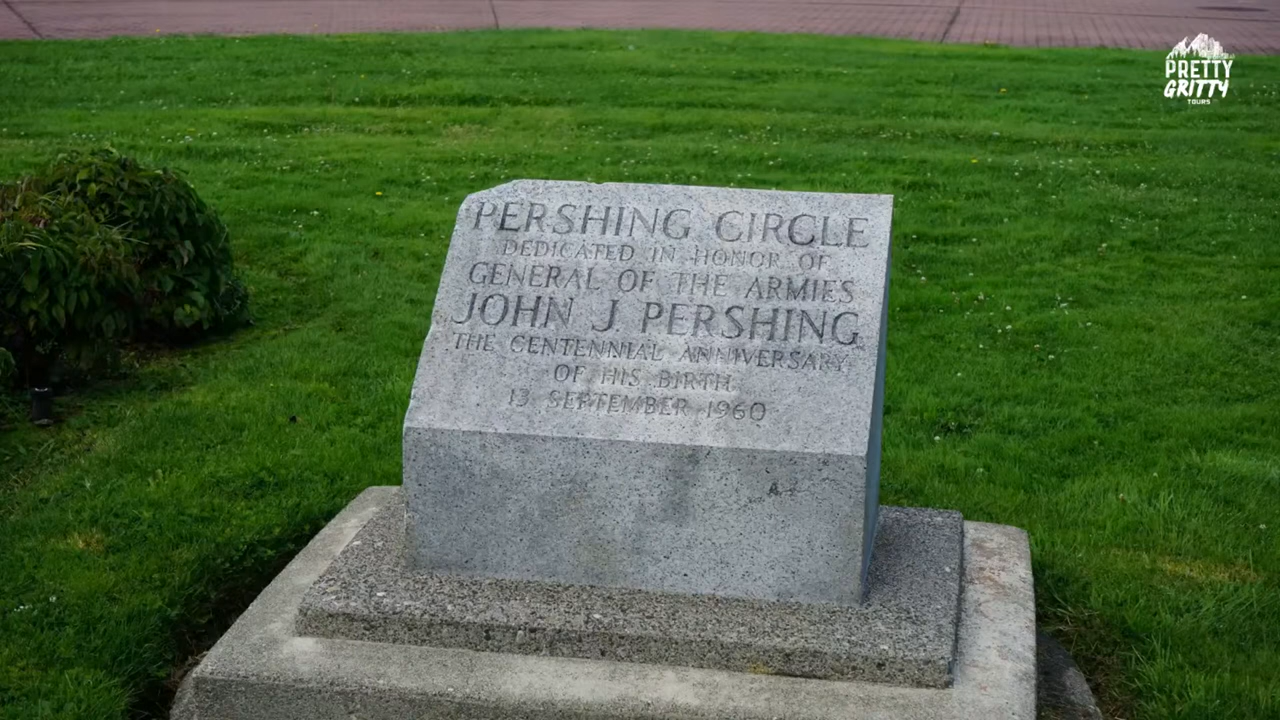 PRETTY
GRITTY
TOURS
PERSHING CIRCLE
DEDICATED IN HONOR OF
GENERAL OF THE ARMIES
JOHN J. PERSHING
THE CENTENNIAL ANNIVERSARY
OF HIS BIRTH
13 SEPTEMBER 1960